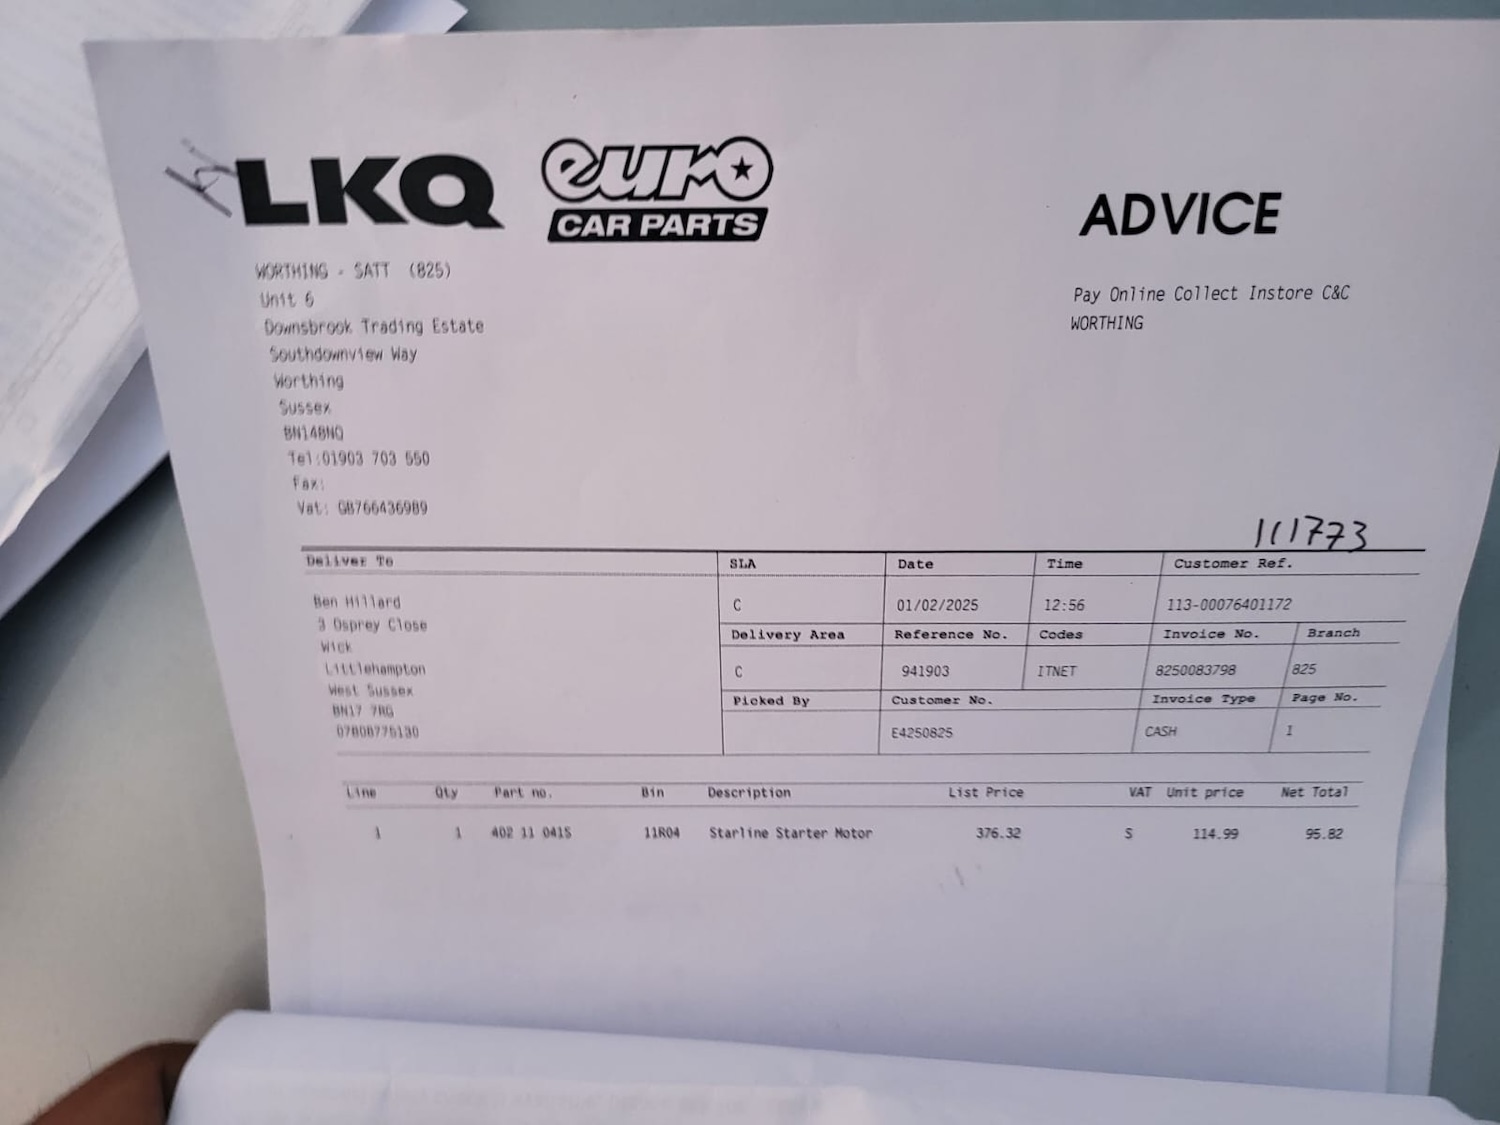 LKQ
euro
CAR PARTS
ADVICE
WORTHING - SATT (825)
Unit 6
Downsbrook Trading Estate
Southdownview Way
Worthing
Sussex
BN148NQ
Tel:01903 703 550
Fax:
Vat: GB766436989
Pay Online Collect Instore C&C
WORTHING
111773
Deliver To
SLA Date Time Customer Ref.
Ben Hillard
3 Osprey Close
Wick
Littlehampton
West Sussex
BN17 7RG
07808776130
C 01/02/2025 12:56 113-00076401172
Delivery Area Reference No. Codes Invoice No. Branch
C 941903 ITNET 8250083798 825
Picked By Customer No. Invoice Type Page No.
E4250825 CASH 1
Line Qty Part no. Bin Description List Price VAT Unit price Net Total
1 1 402 11 0415 11R04 Starline Starter Motor 376.32 S 114.99 95.82